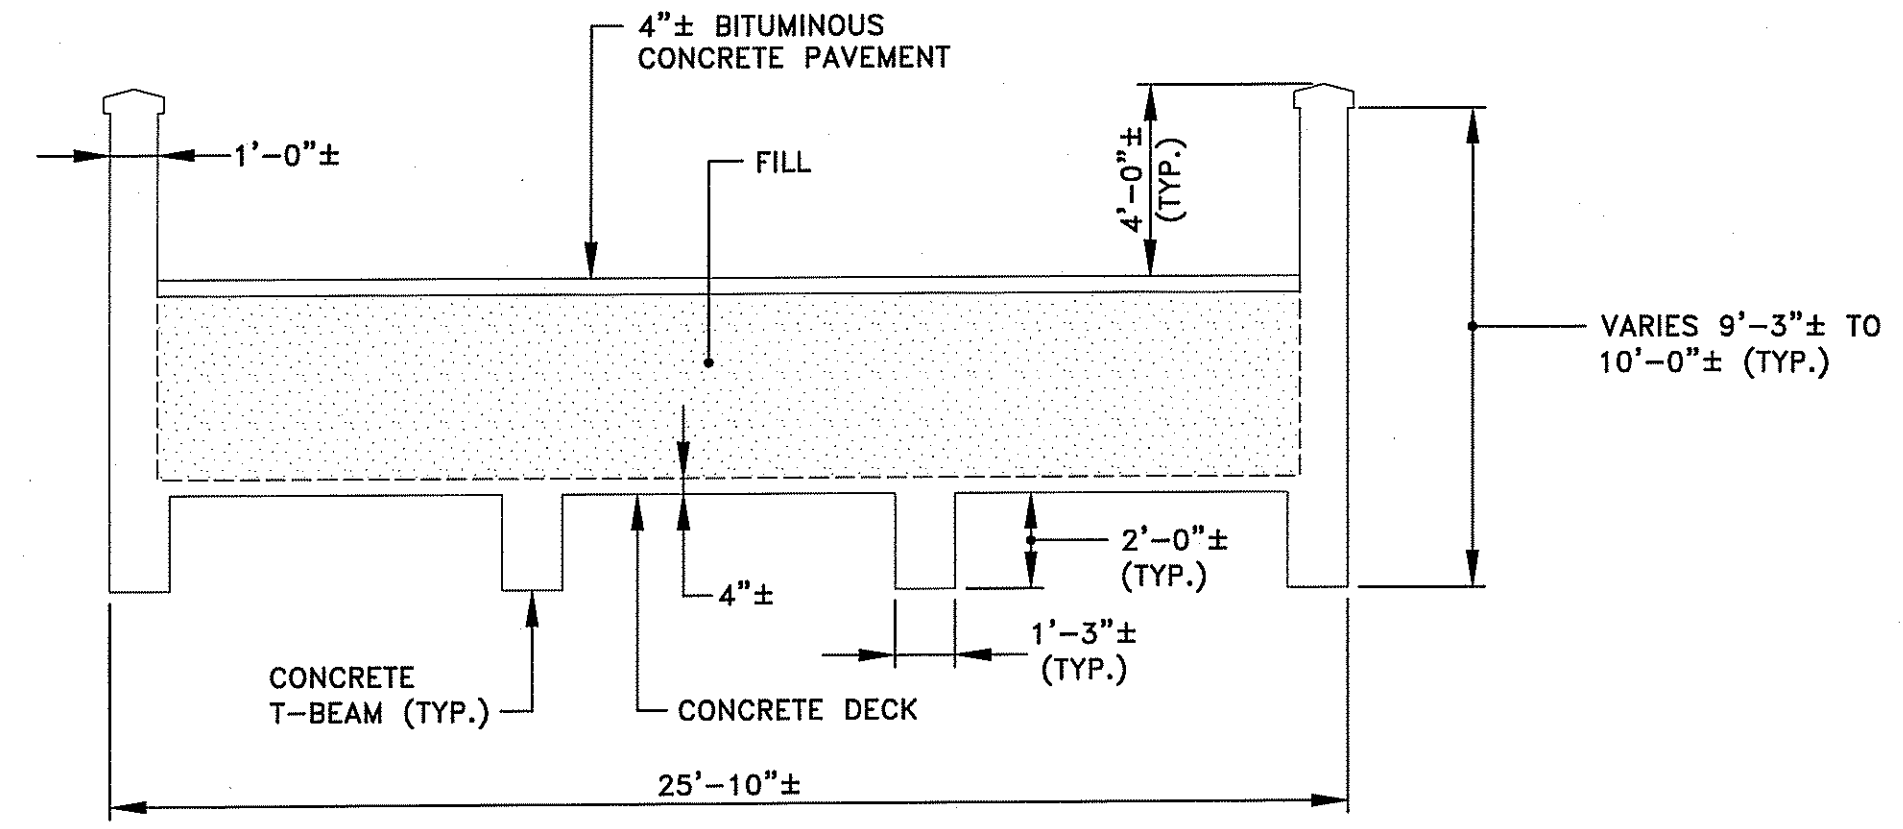 4”± BITUMINOUS
CONCRETE PAVEMENT
1’-0”±
FILL
4’-0”±
(TYP.)
VARIES 9’-3”± TO
10’-0”± (TYP.)
2’-0”±
(TYP.)
4”±
1’-3”±
(TYP.)
CONCRETE
T-BEAM (TYP.)
CONCRETE DECK
25’-10”±